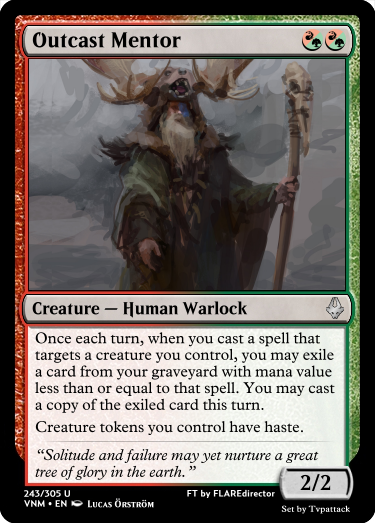 Outcast Mentor
Creature — Human Warlock
Once each turn, when you cast a spell that
targets a creature you control, you may exile
a card from your graveyard with mana value
less than or equal to that spell. You may cast
a copy of the exiled card this turn.
Creature tokens you control have haste.
“Solitude and failure may yet nurture a great
tree of glory in the earth.”
2/2
243/305 U
FT by FLAREdirector
VNM • EN LUCAS ÖRSTRÖM
Set by Tvpattack